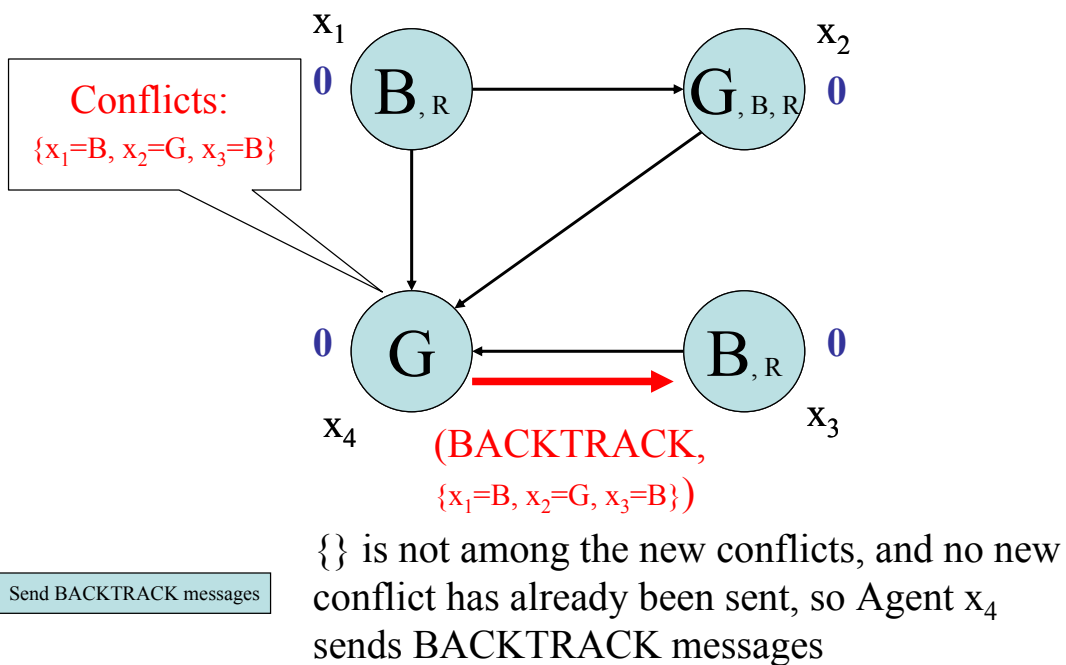 x₁
x₂
0
B, R
G, B, R
0
Conflicts:
{x₁=B, x₂=G, x₃=B}
0
G
B, R
0
x₄
x₃
(BACKTRACK,
{x₁=B, x₂=G, x₃=B})
{} is not among the new conflicts, and no new
Send BACKTRACK messages
conflict has already been sent, so Agent x₄
sends BACKTRACK messages